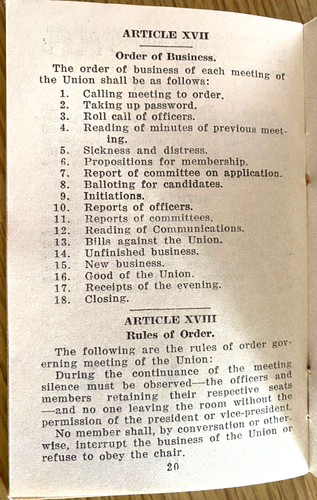 ARTICLE XVII
Order of Business.
The order of business of each meeting of
the Union shall be as follows:
1. Calling meeting to order.
2. Taking up password.
3. Roll call of officers.
4. Reading of minutes of previous meet-
ing.
5. Sickness and distress.
6. Propositions for membership.
7. Report of committee on application.
8. Balloting for candidates.
9. Initiations.
10. Reports of officers.
11. Reports of committees.
12. Reading of Communications.
13. Bills against the Union.
14. Unfinished business.
15. New business.
16. Good of the Union.
17. Receipts of the evening.
18. Closing.
ARTICLE XVIII
Rules of Order.
The following are the rules of order gov-
erning meeting of the Union:
During the continuance of the meeting
silence must be observed—the officers and
members retaining their respective seats
—and no one leaving the room without the
permission of the president or vice-president.
No member shall, by conversation or other-
wise, interrupt the business of the Union or
refuse to obey the chair.
20